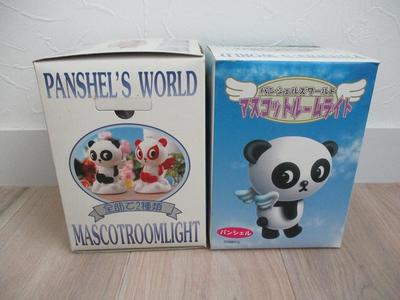 PANSHEL'S WORLD
全部で2種類
MASCOTROOMLIGHT
パンシェルズワールド
マスコットルームライト
パンシェル